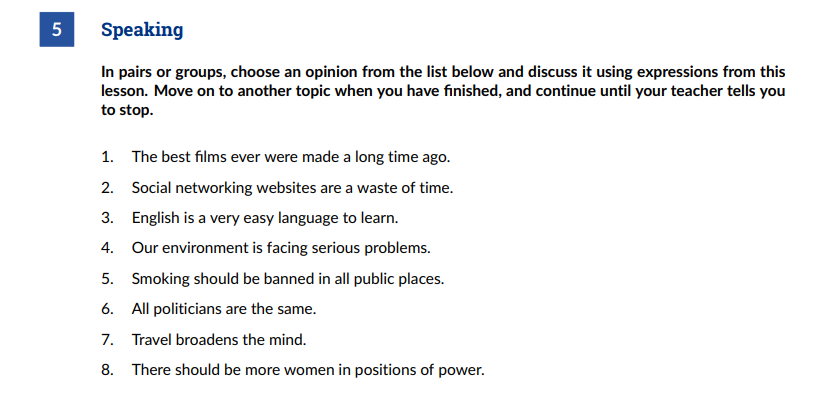 5 Speaking
In pairs or groups, choose an opinion from the list below and discuss it using expressions from this
lesson. Move on to another topic when you have finished, and continue until your teacher tells you
to stop.
1. The best films ever were made a long time ago.
2. Social networking websites are a waste of time.
3. English is a very easy language to learn.
4. Our environment is facing serious problems.
5. Smoking should be banned in all public places.
6. All politicians are the same.
7. Travel broadens the mind.
8. There should be more women in positions of power.